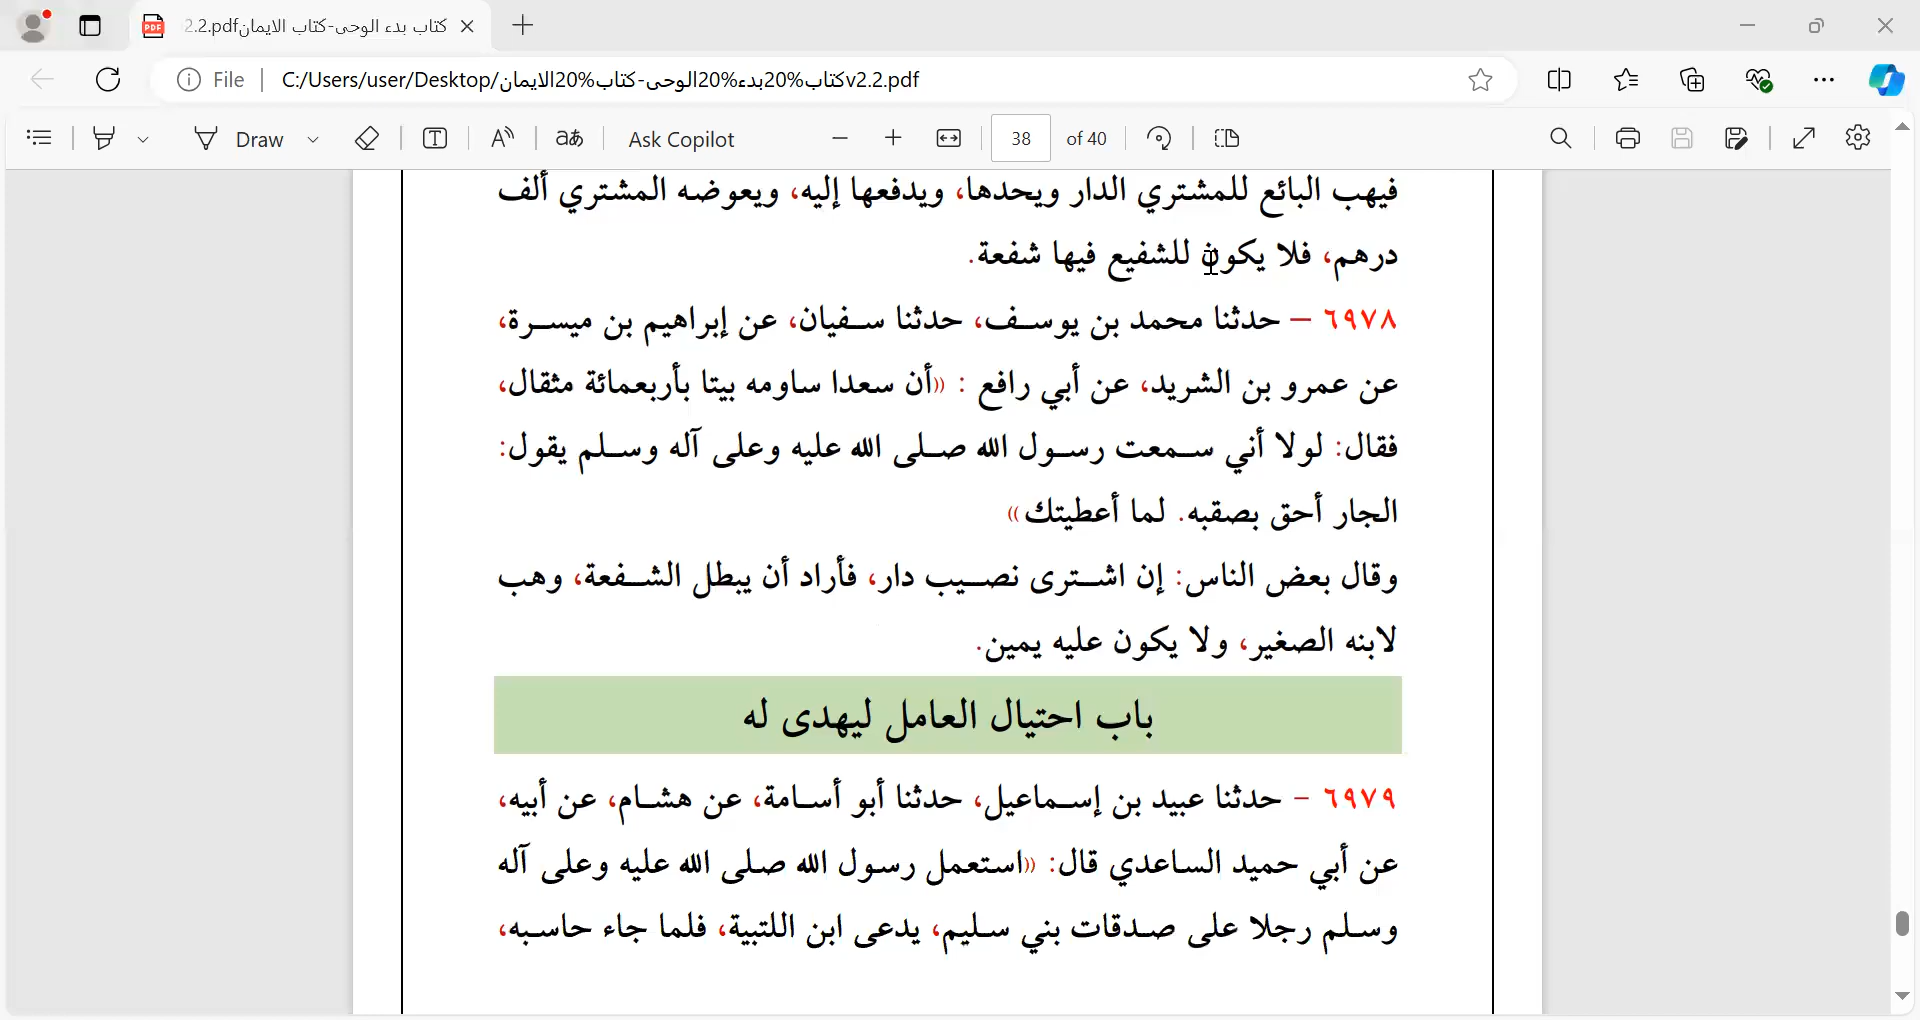 كتاب بدء الوحى-كتاب الايمان2.2.pdf
File
C:/Users/user/Desktop/كتاب%20بدء%20الوحى-كتاب%20الايمانv2.2.pdf
Draw
Ask Copilot
38
of 40
فيهب البائع للمشتري الدار ويحدها، ويدفعها إليه، ويعوضه المشتري ألف
درهم، فلا يكون للشفيع فيها شفعة.
٦٩٧٨ – حدثنا محمد بن يوسف، حدثنا سفيان، عن إبراهيم بن ميسرة،
عن عمرو بن الشريد، عن أبي رافع : «أن سعدا ساومه بيتا بأربعمائة مثقال،
فقال: لولا أني سمعت رسول الله صلى الله عليه وعلى آله وسلم يقول:
الجار أحق بصقبه. لما أعطيتك»
وقال بعض الناس: إن اشترى نصيب دار، فأراد أن يبطل الشفعة، وهب
لابنه الصغير، ولا يكون عليه يمين.
باب احتيال العامل ليهدى له
٦٩٧٩ – حدثنا عبيد بن إسماعيل، حدثنا أبو أسامة، عن هشام، عن أبيه،
عن أبي حميد الساعدي قال: «استعمل رسول الله صلى الله عليه وعلى آله
وسلم رجلا على صدقات بني سليم، يدعى ابن اللتبية، فلما جاء حاسبه،